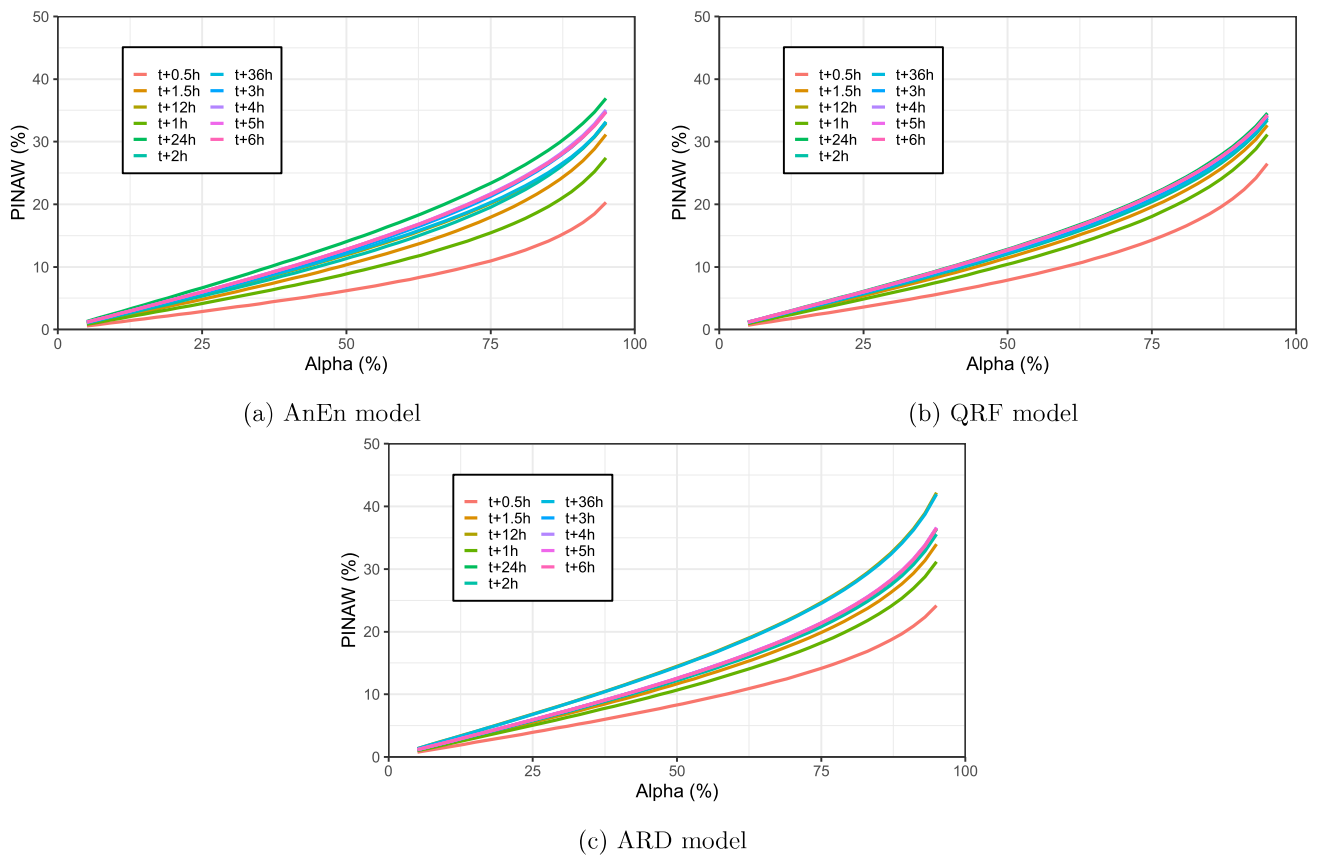 50
40
30
20
10
0
PINAW (%)
t+0.5h t+36h
t+1.5h t+3h
t+12h t+4h
t+1h t+5h
t+24h t+6h
t+2h
0 25 50 75 100
Alpha (%)
(a) AnEn model
50
40
30
20
10
0
PINAW (%)
t+0.5h t+36h
t+1.5h t+3h
t+12h t+4h
t+1h t+5h
t+24h t+6h
t+2h
0 25 50 75 100
Alpha (%)
(b) QRF model
50
40
30
20
10
0
PINAW (%)
t+0.5h t+36h
t+1.5h t+3h
t+12h t+4h
t+1h t+5h
t+24h t+6h
t+2h
0 25 50 75 100
Alpha (%)
(c) ARD model